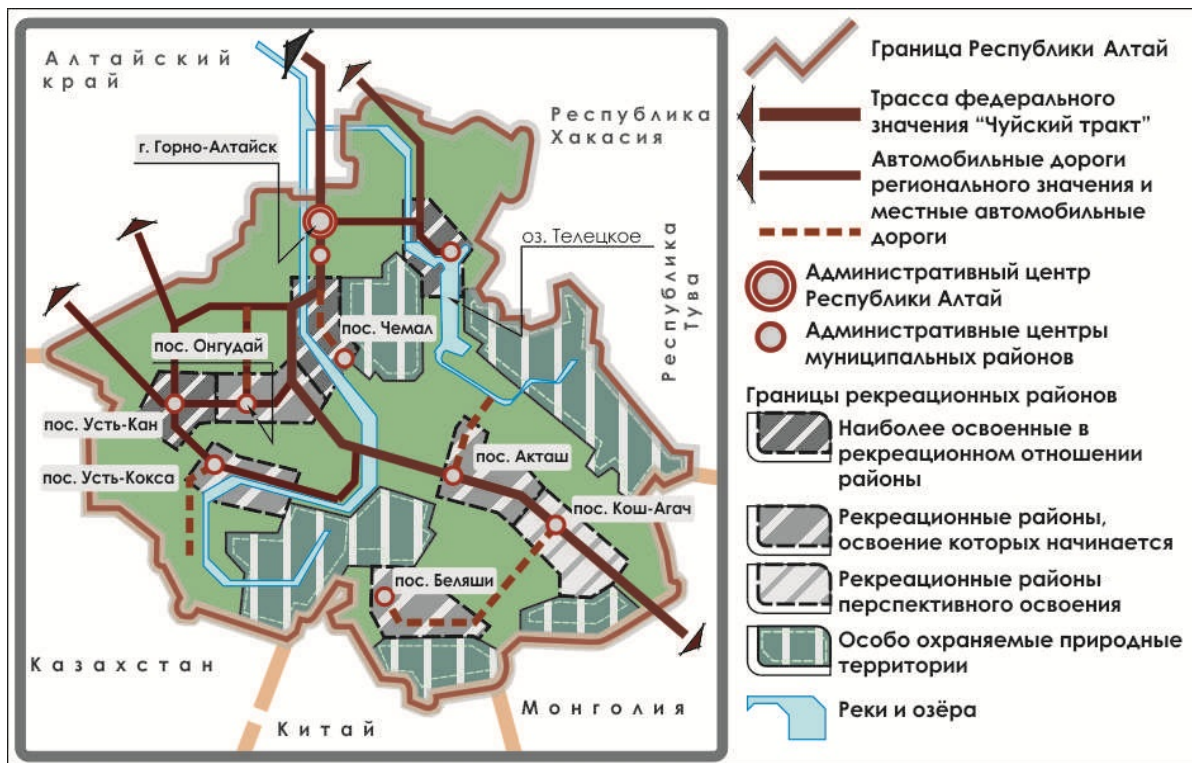 Алтайский
край
Республика
Хакасия
г. Горно-Алтайск
оз. Телецкое
Республика
Тува
пос. Чемал
пос. Онгудай
пос. Усть-Кан
пос. Усть-Кокса
пос. Акташ
пос. Кош-Агач
пос. Беляши
Казахстан
Китай
Монголия
Граница Республики Алтай
Трасса федерального
значения “Чуйский тракт”
Автомобильные дороги
регионального значения и
местные автомобильные
дороги
Административный центр
Республики Алтай
Административные центры
муниципальных районов
Границы рекреационных районов
Наиболее освоенные в
рекреационном отношении
районы
Рекреационные районы,
освоение которых начинается
Рекреационные районы
перспективного освоения
Особо охраняемые природные
территории
Реки и озёра